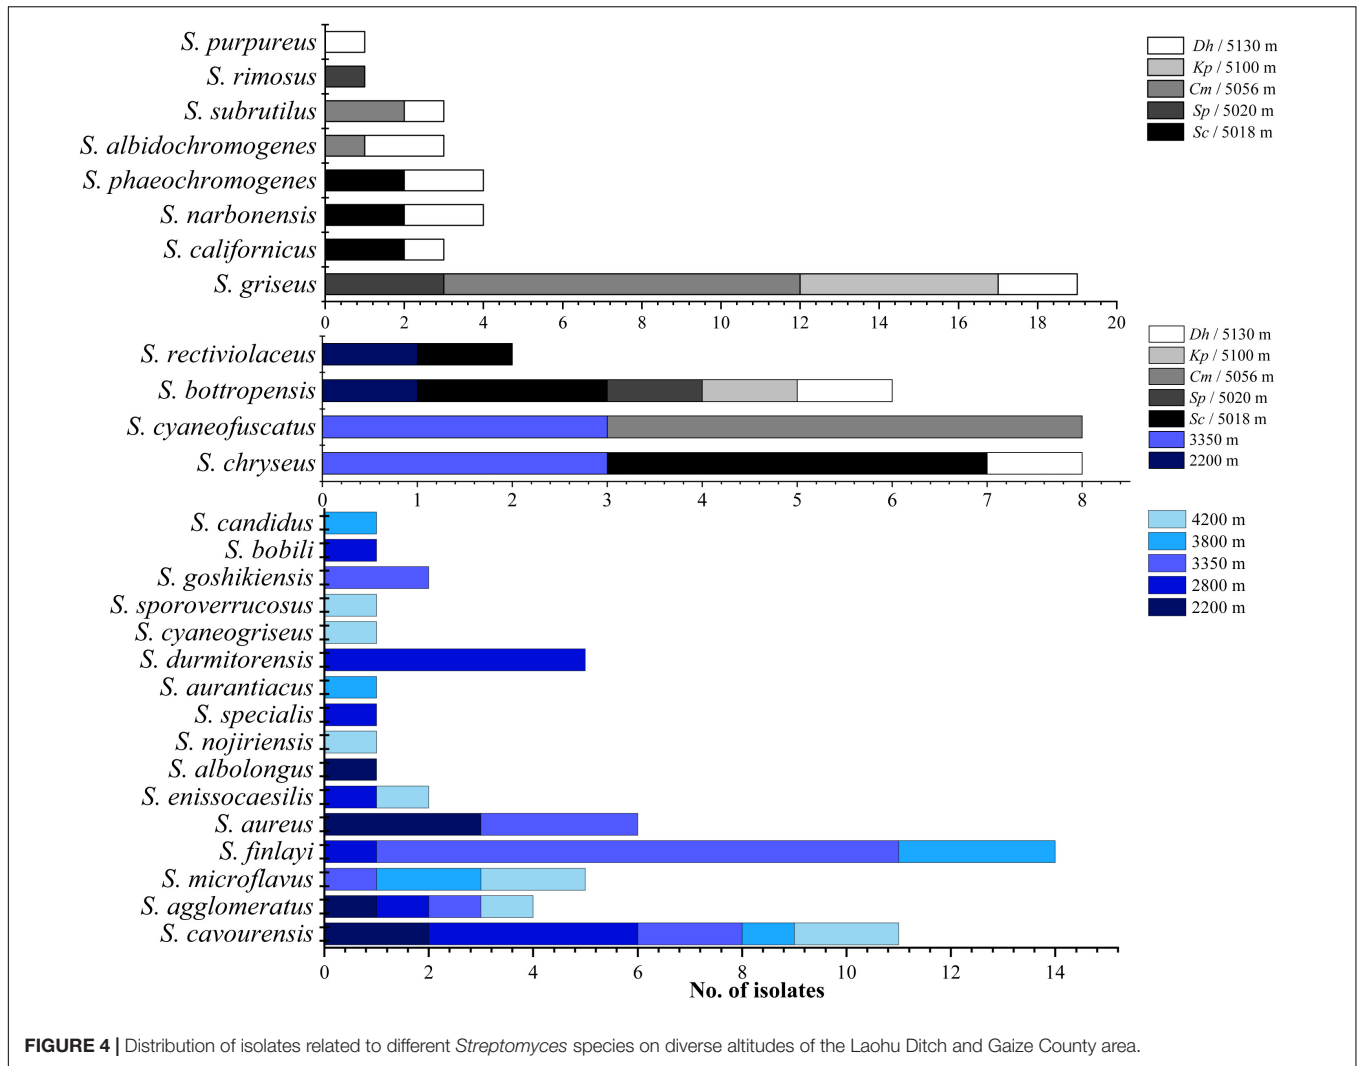 S. purpureus
S. rimosus
S. subrutilus
S. albidochromogenes
S. phaeochromogenes
S. narbonensis
S. californicus
S. griseus
0 2 4 6 8 10 12 14 16 18 20
Dh / 5130 m
Kp / 5100 m
Cm / 5056 m
Sp / 5020 m
Sc / 5018 m
S. rectiviolaceus
S. bottropensis
S. cyaneofuscatus
S. chryseus
0 1 2 3 4 5 6 7 8
Dh / 5130 m
Kp / 5100 m
Cm / 5056 m
Sp / 5020 m
Sc / 5018 m
3350 m
2200 m
S. candidus
S. bobili
S. goshikiensis
S. sporoverrucosus
S. cyaneogriseus
S. durmitorensis
S. aurantiacus
S. specialis
S. nojiriensis
S. albolongus
S. enissocaesilis
S. aureus
S. finlayi
S. microflavus
S. agglomeratus
S. cavourensis
0 2 4 6 8 10 12 14
No. of isolates
4200 m
3800 m
3350 m
2800 m
2200 m
FIGURE 4 | Distribution of isolates related to different Streptomyces species on diverse altitudes of the Laohu Ditch and Gaize County area.